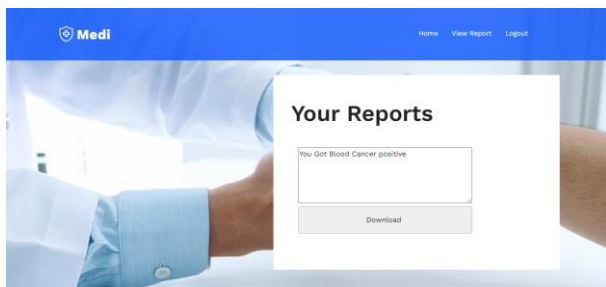 Medi
Home View Report Logout
Your Reports
You Got Blood Cancer positive
Download